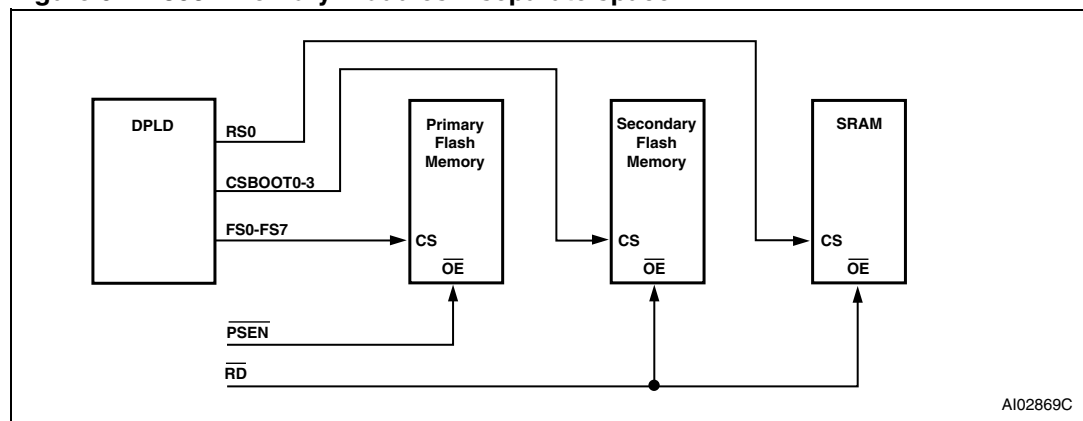 DPLD
RS0
CSBOOT0-3
FS0-FS7
Primary
Flash
Memory
CS
OE
Secondary
Flash
Memory
CS
OE
SRAM
CS
OE
PSEN
RD
AI02869C